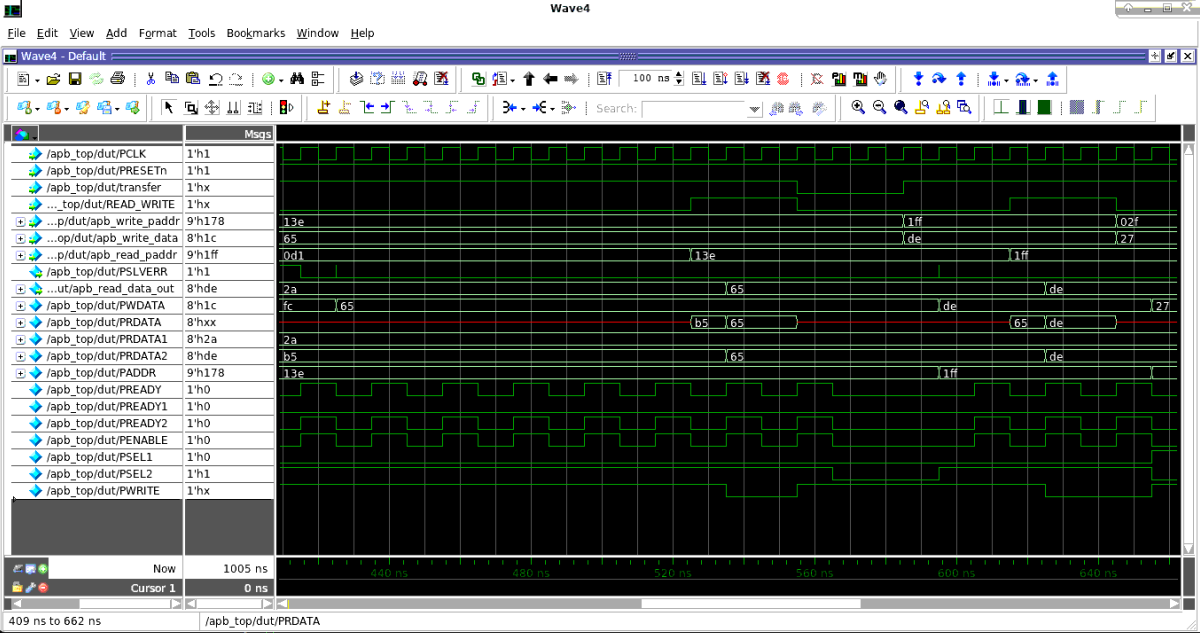 Wave4
File Edit View Add Format Tools Bookmarks Window Help
Wave4 - Default
100 ns
Search:
Msgs
/apb_top/dut/PCLK 1'h1
/apb_top/dut/PRESETn 1'h1
/apb_top/dut/transfer 1'hx
..._top/dut/READ_WRITE 1'hx
...p/dut/apb_write_paddr 9'h178 13e 1ff 02f
...op/dut/apb_write_data 8'h1c 65 de 27
...p/dut/apb_read_paddr 9'h1ff 0d1 13e 1ff
/apb_top/dut/PSLVERR 1'h1
...ut/apb_read_data_out 8'hde 2a 65 de
/apb_top/dut/PWDATA 8'h1c fc 65 de 27
/apb_top/dut/PRDATA 8'hxx b5 65 65 de
/apb_top/dut/PRDATA1 8'h2a 2a
/apb_top/dut/PRDATA2 8'hde b5 65 de
/apb_top/dut/PADDR 9'h178 13e 1ff
/apb_top/dut/PREADY 1'h0
/apb_top/dut/PREADY1 1'h0
/apb_top/dut/PREADY2 1'h0
/apb_top/dut/PENABLE 1'h0
/apb_top/dut/PSEL1 1'h0
/apb_top/dut/PSEL2 1'h1
/apb_top/dut/PWRITE 1'hx
Now 1005 ns 440 ns 480 ns 520 ns 560 ns 600 ns 640 ns
Cursor 1 0 ns
409 ns to 662 ns /apb_top/dut/PRDATA